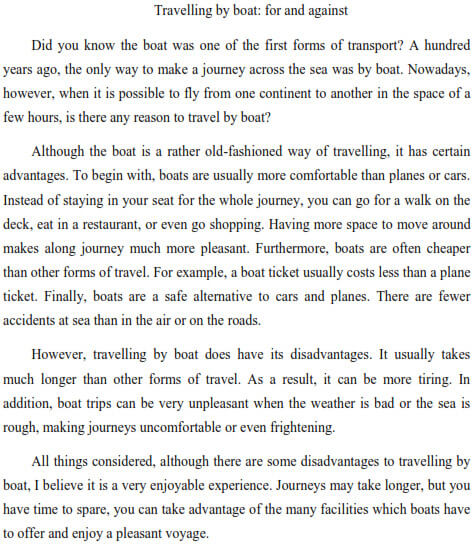 Travelling by boat: for and against
Did you know the boat was one of the first forms of transport? A hundred
years ago, the only way to make a journey across the sea was by boat. Nowadays,
however, when it is possible to fly from one continent to another in the space of a
few hours, is there any reason to travel by boat?
Although the boat is a rather old-fashioned way of travelling, it has certain
advantages. To begin with, boats are usually more comfortable than planes or cars.
Instead of staying in your seat for the whole journey, you can go for a walk on the
deck, eat in a restaurant, or even go shopping. Having more space to move around
makes along journey much more pleasant. Furthermore, boats are often cheaper
than other forms of travel. For example, a boat ticket usually costs less than a plane
ticket. Finally, boats are a safe alternative to cars and planes. There are fewer
accidents at sea than in the air or on the roads.
However, travelling by boat does have its disadvantages. It usually takes
much longer than other forms of travel. As a result, it can be more tiring. In
addition, boat trips can be very unpleasant when the weather is bad or the sea is
rough, making journeys uncomfortable or even frightening.
All things considered, although there are some disadvantages to travelling by
boat, I believe it is a very enjoyable experience. Journeys may take longer, but you
have time to spare, you can take advantage of the many facilities which boats have
to offer and enjoy a pleasant voyage.